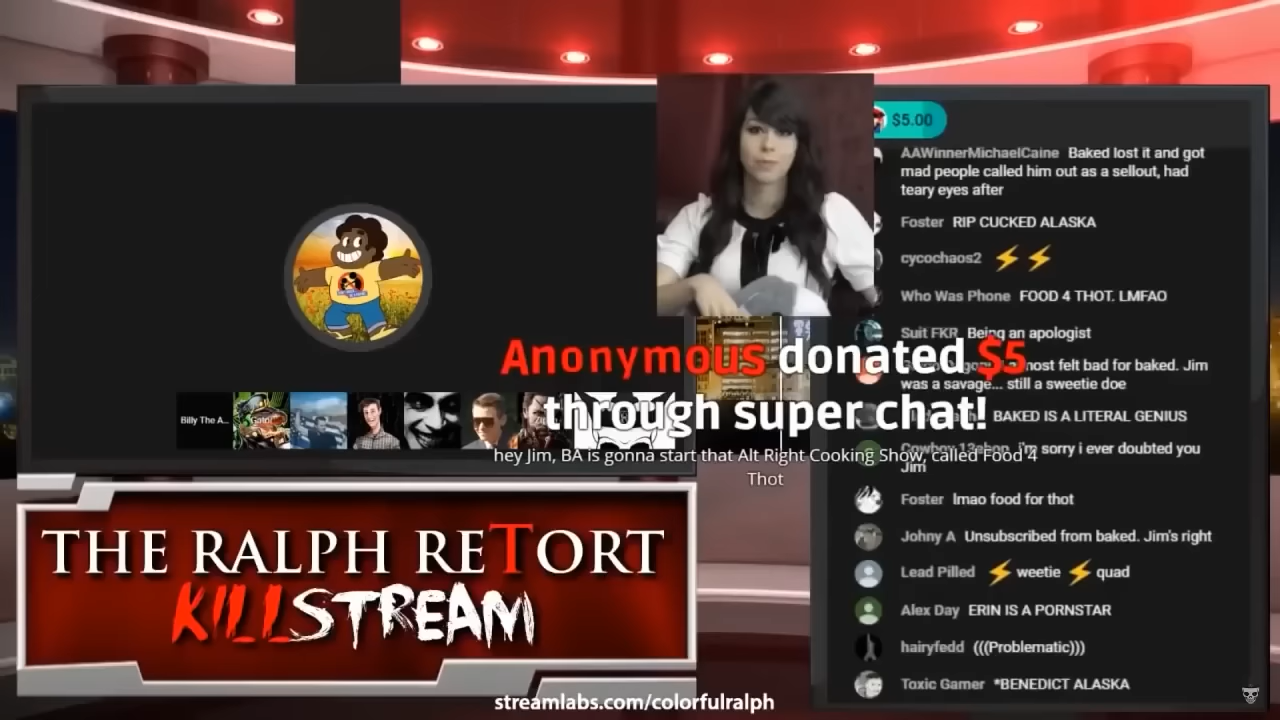 $5.00
AAWinnerMichaelCaine Baked lost it and got
mad people called him out as a sellout, had
teary eyes after
Foster RIP CUCKED ALASKA
cycochaos2 ⚡⚡
Who Was Phone FOOD 4 THOT. LMFAO
Suit FKR Being an apologist
most felt bad for baked. Jim
was a savage... still a sweetie doe
BAKED IS A LITERAL GENIUS
i'm sorry i ever doubted you
Jim
Foster lmao food for thot
Johny A Unsubscribed from baked. Jim's right
Lead Pilled ⚡weetie ⚡quad
Alex Day ERIN IS A PORNSTAR
hairyfedd (((Problematic)))
Toxic Gamer *BENEDICT ALASKA
Anonymous donated $5
through super chat!
hey Jim, BA is gonna start that Alt Right Cooking Show, called Food 4
Thot
Billy The A...
Gator
THE RALPH RETORT
KILLSTREAM
streamlabs.com/colorfulralph